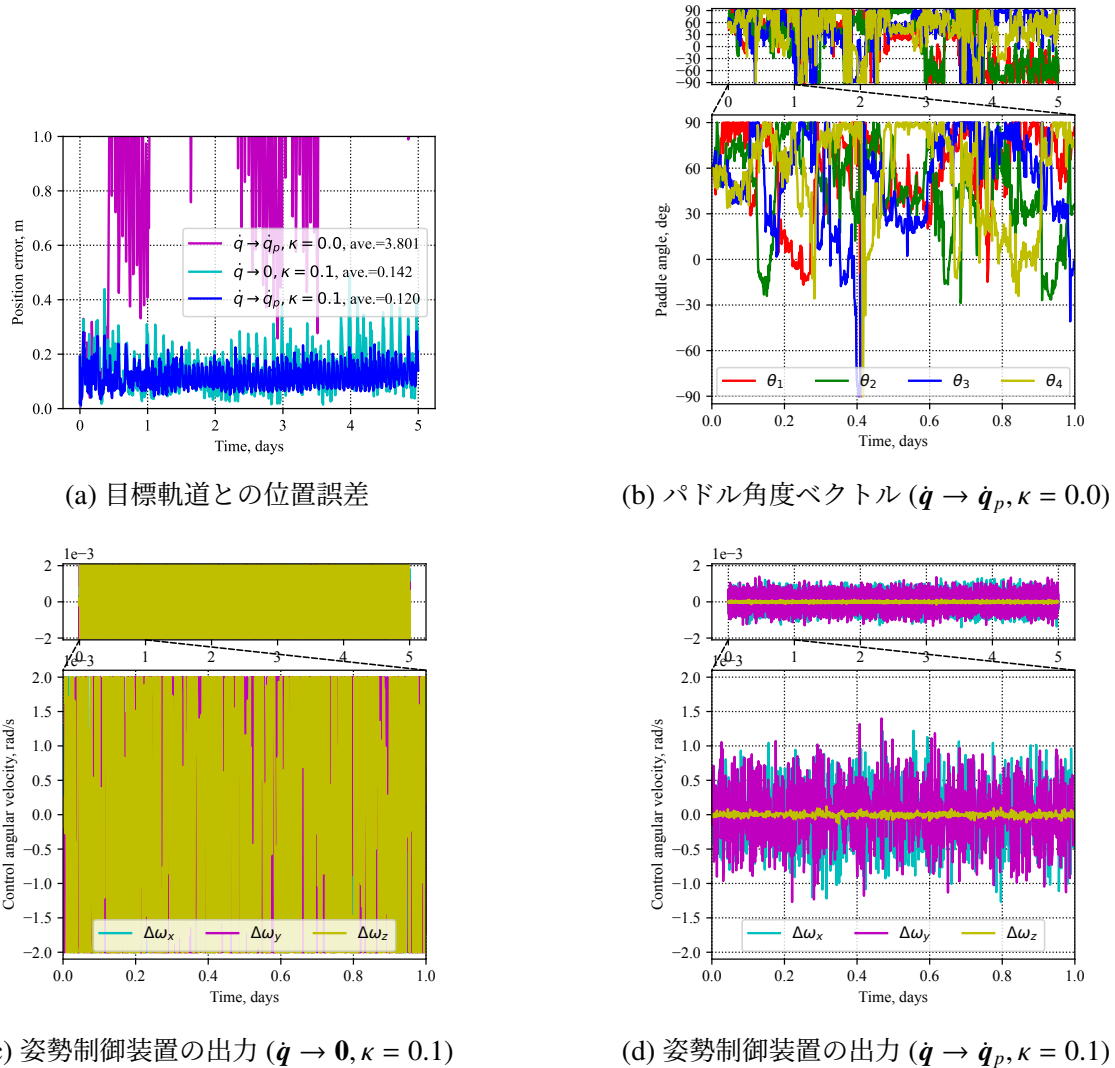 1.0
0.8
0.6
0.4
0.2
0.0
Position error, m
q̇ → q̇p, κ = 0.0, ave.=3.801
q̇ → 0, κ = 0.1, ave.=0.142
q̇ → q̇p, κ = 0.1, ave.=0.120
0 1 2 3 4 5
Time, days
(a) 目標軌道との位置誤差
90
60
30
0
−30
−60
−90
0 1 2 3 4 5
90
60
30
0
−30
−60
−90
Paddle angle, deg.
θ1 θ2 θ3 θ4
0.0 0.2 0.4 0.6 0.8 1.0
Time, days
(b) パドル角度ベクトル (q̇ → q̇p, κ = 0.0)
1e−3
2
0
−2
0 1 2 3 4 5
1e−3
2.0
1.5
1.0
0.5
0.0
−0.5
−1.0
−1.5
−2.0
Control angular velocity, rad/s
Δωx Δωy Δωz
0.0 0.2 0.4 0.6 0.8 1.0
Time, days
) 姿勢制御装置の出力 (q̇ → 0, κ = 0.1)
1e−3
2
0
−2
0 1 2 3 4 5
1e−3
2.0
1.5
1.0
0.5
0.0
−0.5
−1.0
−1.5
−2.0
Control angular velocity, rad/s
Δωx Δωy Δωz
0.0 0.2 0.4 0.6 0.8 1.0
Time, days
(d) 姿勢制御装置の出力 (q̇ → q̇p, κ = 0.1)